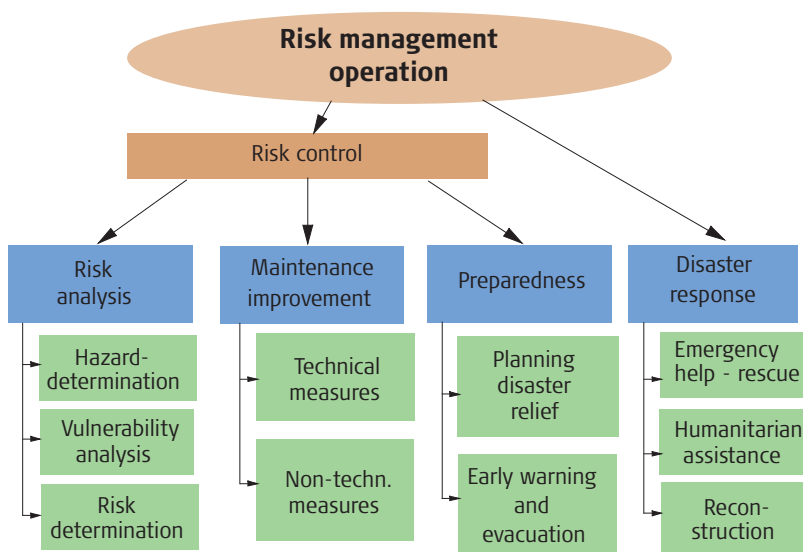 Risk management
operation
Risk control
Risk
analysis
Maintenance
improvement
Preparedness
Disaster
response
Hazard-
determination
Vulnerability
analysis
Risk
determination
Technical
measures
Non-techn.
measures
Planning
disaster
relief
Early warning
and
evacuation
Emergency
help - rescue
Humanitarian
assistance
Recon-
struction